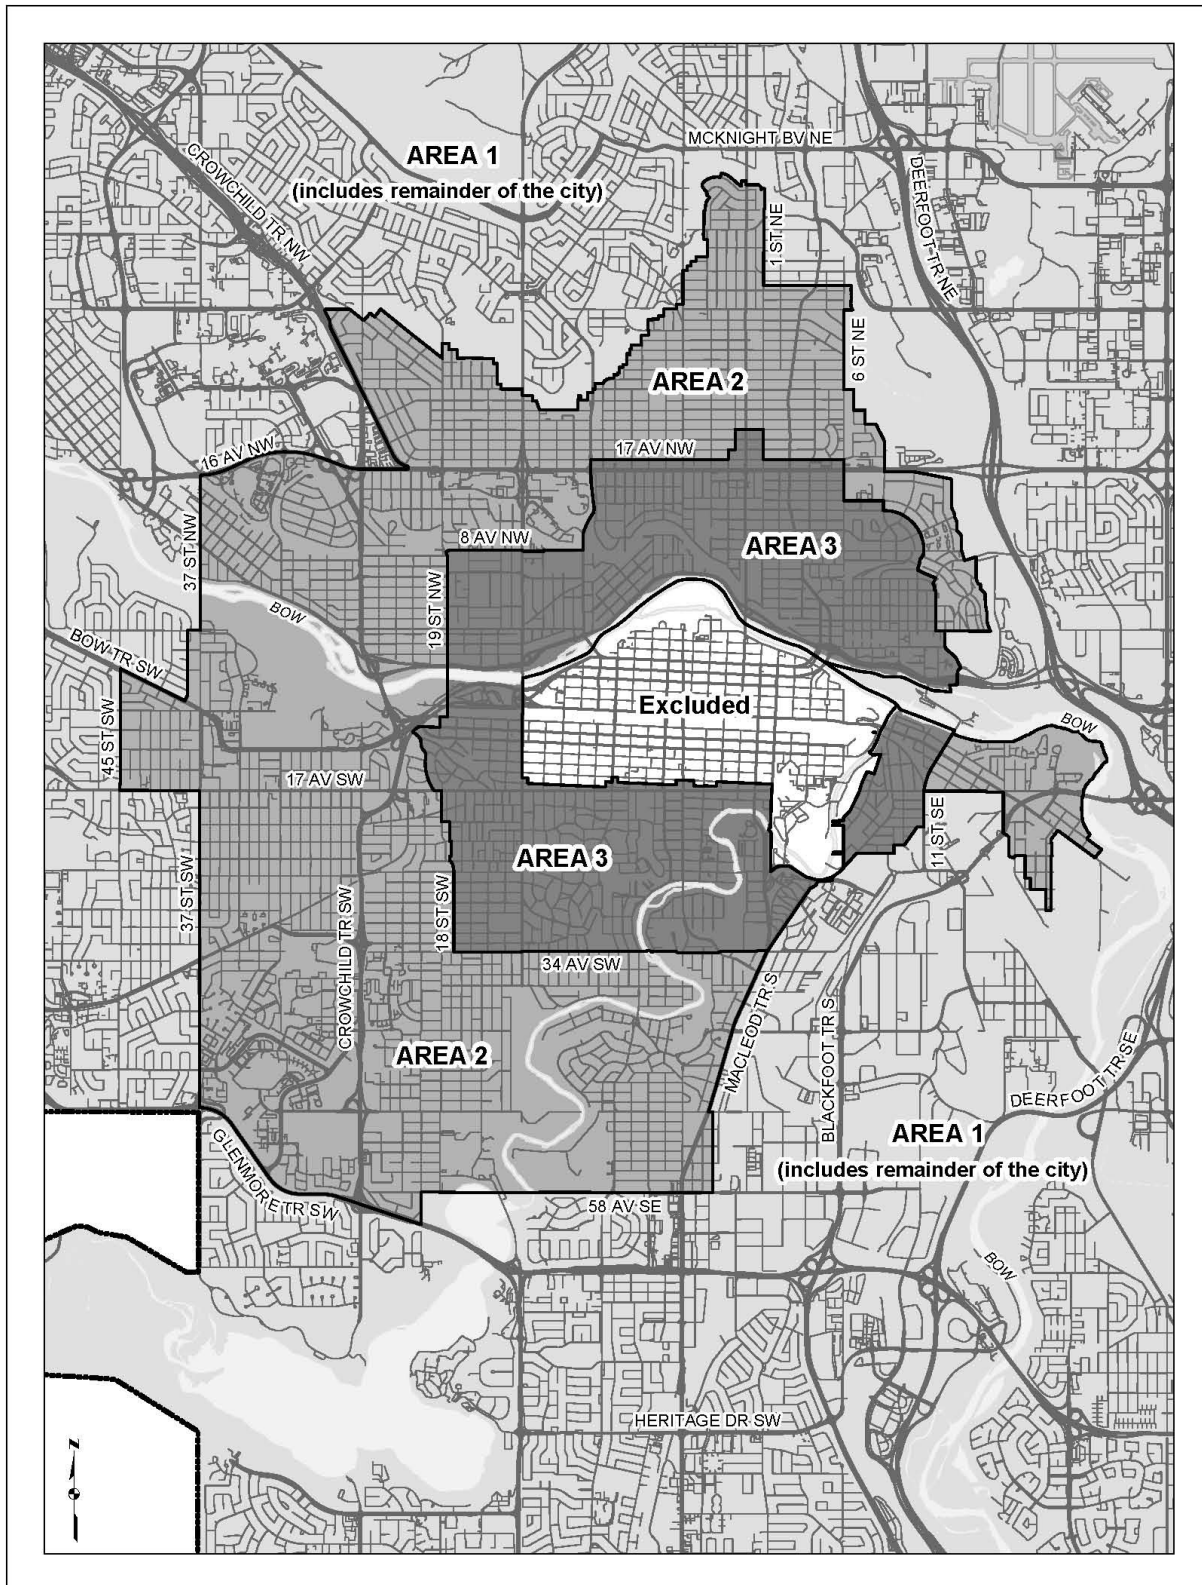 MCKNIGHT BV NE
AREA 1
(includes remainder of the city)
CROWCHILD TR NW
DEERFOOT TR NE
1 ST NE
6 ST NE
AREA 2
17 AV NW
16 AV NW
8 AV NW
AREA 3
37 ST NW
19 ST NW
BOW
BOW TR SW
Excluded
BOW
45 ST SW
17 AV SW
11 ST SE
AREA 3
37 ST SW
18 ST SW
CROWCHILD TR SW
34 AV SW
MACLEOD TR S
BLACKFOOT TR S
AREA 2
DEERFOOT TR SE
AREA 1
(includes remainder of the city)
GLENMORE TR SW
58 AV SE
BOW
HERITAGE DR SW
Z